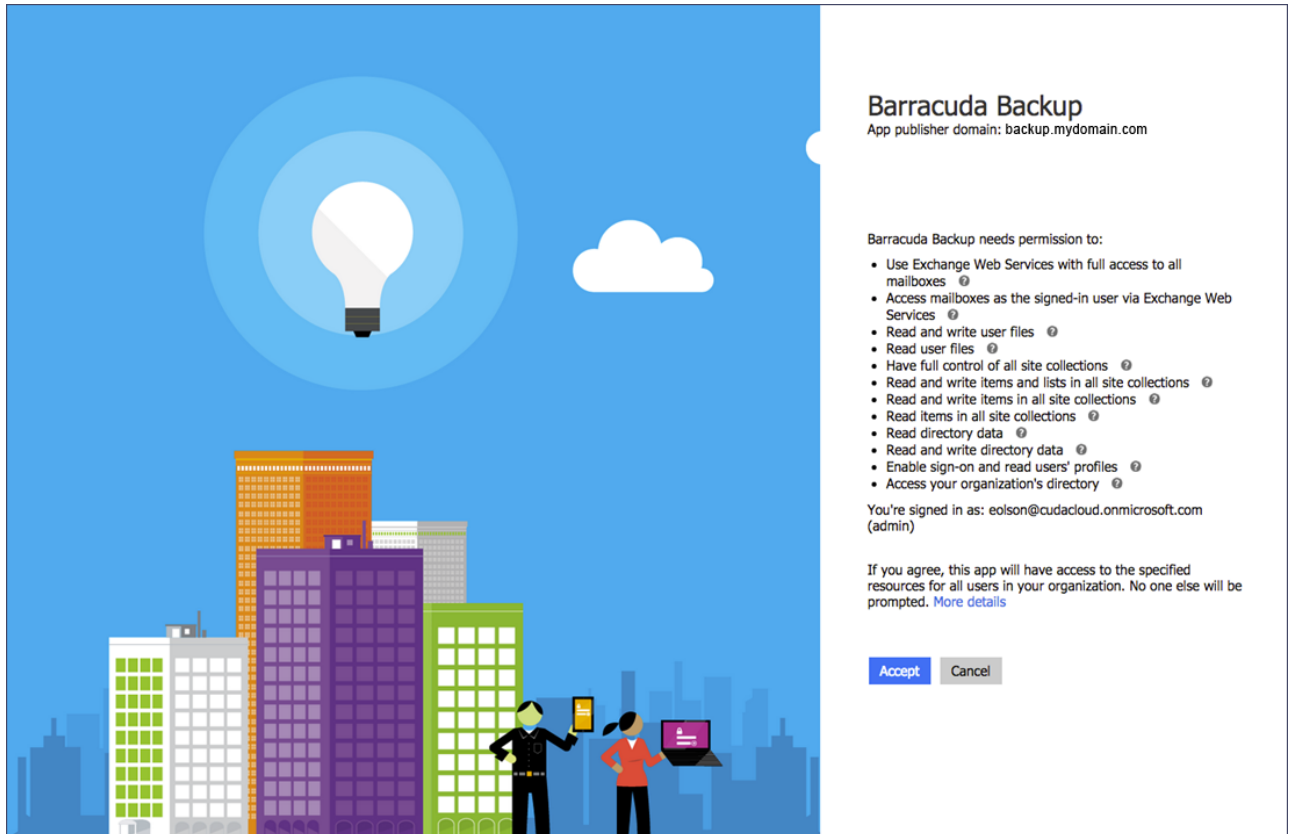 Barracuda Backup
App publisher domain: backup.mydomain.com
Barracuda Backup needs permission to:
• Use Exchange Web Services with full access to all
mailboxes
• Access mailboxes as the signed-in user via Exchange Web
Services
• Read and write user files
• Read user files
• Have full control of all site collections
• Read and write items and lists in all site collections
• Read and write items in all site collections
• Read items in all site collections
• Read directory data
• Read and write directory data
• Enable sign-on and read users' profiles
• Access your organization's directory
You're signed in as: eolson@cudacloud.onmicrosoft.com
(admin)
If you agree, this app will have access to the specified
resources for all users in your organization. No one else will be
prompted. More details
Accept Cancel